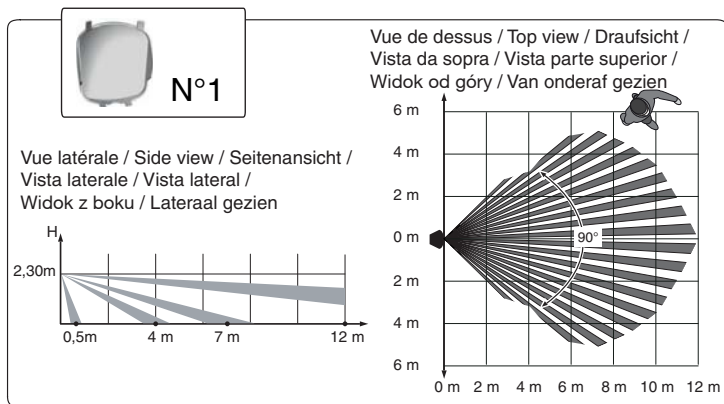 N°1
Vue latérale / Side view / Seitenansicht /
Vista laterale / Vista lateral /
Widok z boku / Lateraal gezien
H
2,30m
0,5m 4 m 7 m 12 m
Vue de dessus / Top view / Draufsicht /
Vista da sopra / Vista parte superior /
Widok od góry / Van onderaf gezien
6 m
4 m
2 m
0 m
90°
2 m
4 m
6 m
0 m 2 m 4 m 6 m 8 m 10 m 12 m